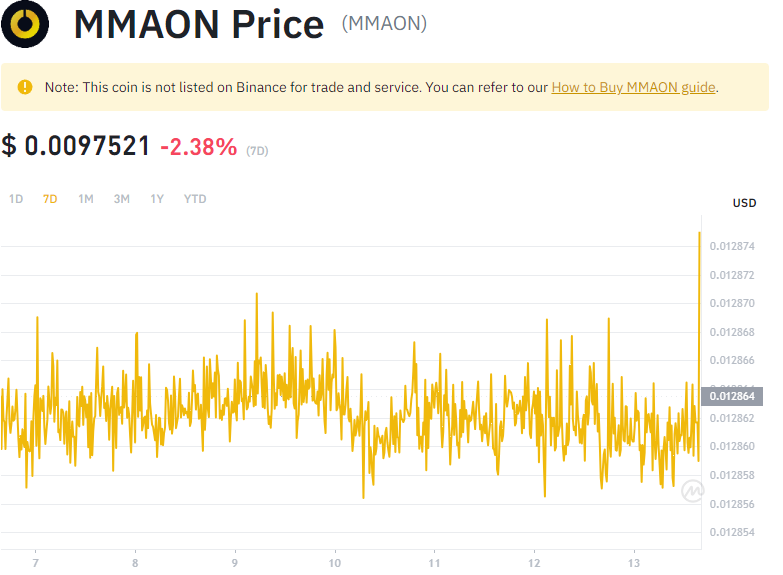 MMAON Price (MMAON)
Note: This coin is not listed on Binance for trade and service. You can refer to our How to Buy MMAON guide.
$ 0.0097521 -2.38% (7D)
1D 7D 1M 3M 1Y YTD
USD
0.012874
0.012872
0.012870
0.012868
0.012866
0.012864
0.012862
0.012860
0.012858
0.012856
0.012854
7 8 9 10 11 12 13